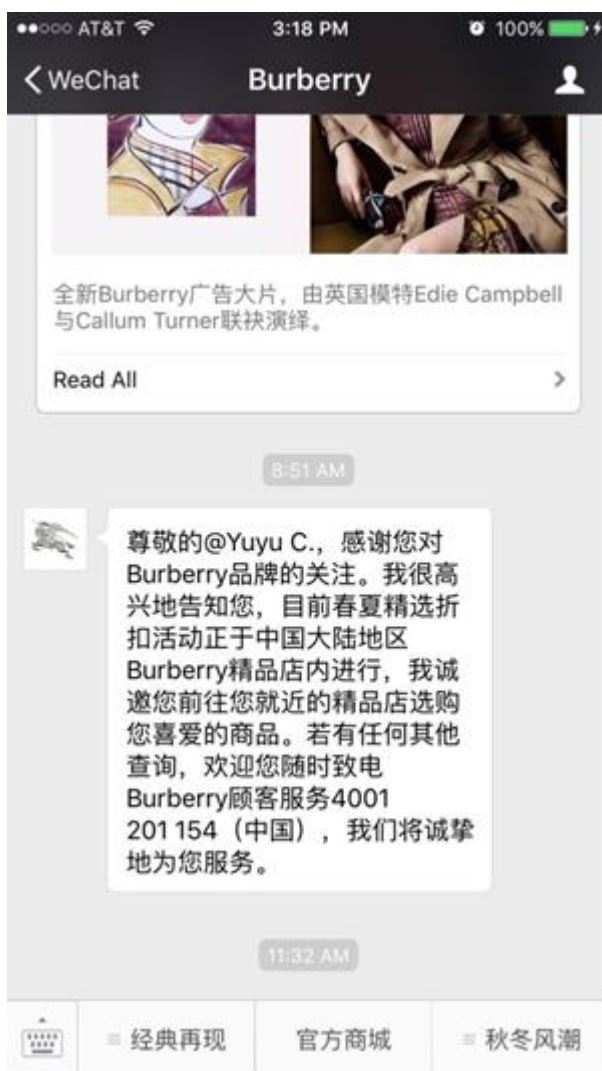 AT&T
3:18 PM
100%
WeChat
Burberry
全新Burberry广告大片，由英国模特Edie Campbell
与Callum Turner联袂演绎。
Read All
8:51 AM
尊敬的@Yuyu C.，感谢您对
Burberry品牌的关注。我很高
兴地告知您，目前春夏精选折
扣活动正于中国大陆地区
Burberry精品店内进行，我诚
邀您前往您就近的精品店选购
您喜爱的商品。若有任何其他
查询，欢迎您随时致电
Burberry顾客服务4001
201 154（中国），我们将诚挚
地为您服务。
11:32 AM
经典再现
官方商城
秋冬风潮